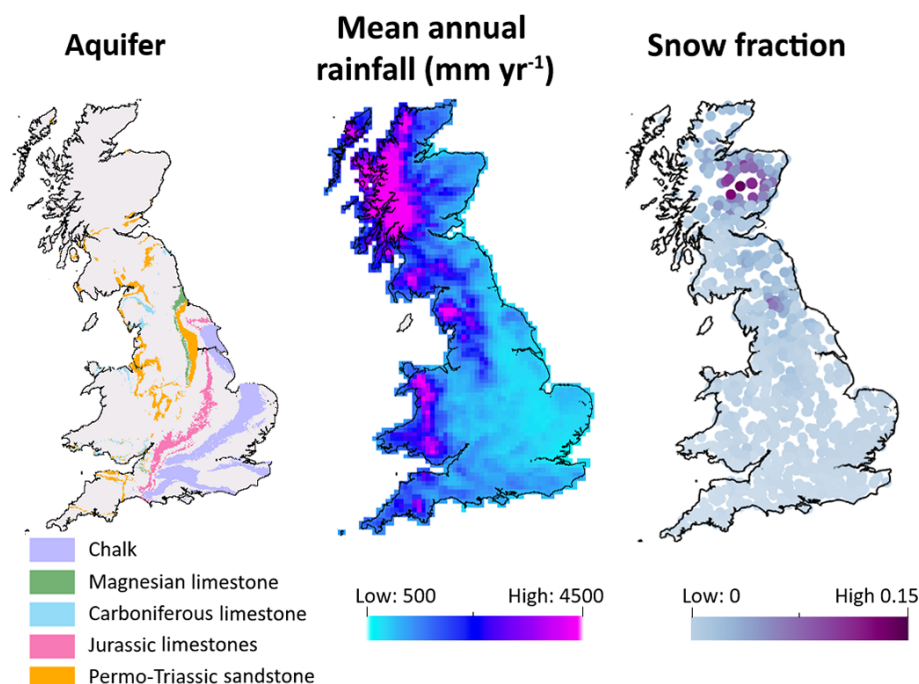 Aquifer
Mean annual
rainfall (mm yr⁻¹)
Snow fraction
Chalk
Magnesian limestone
Carboniferous limestone
Jurassic limestones
Permo-Triassic sandstone
Low: 500
High: 4500
Low: 0
High 0.15